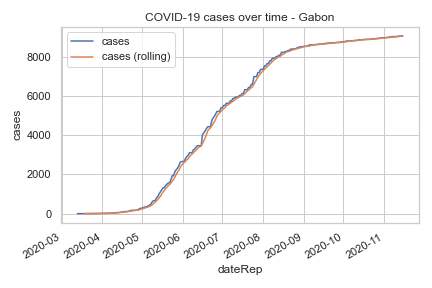 COVID-19 cases over time - Gabon
cases
cases (rolling)
8000
6000
4000
2000
0
cases
2020-03
2020-04
2020-05
2020-06
2020-07
2020-08
2020-09
2020-10
2020-11
dateRep